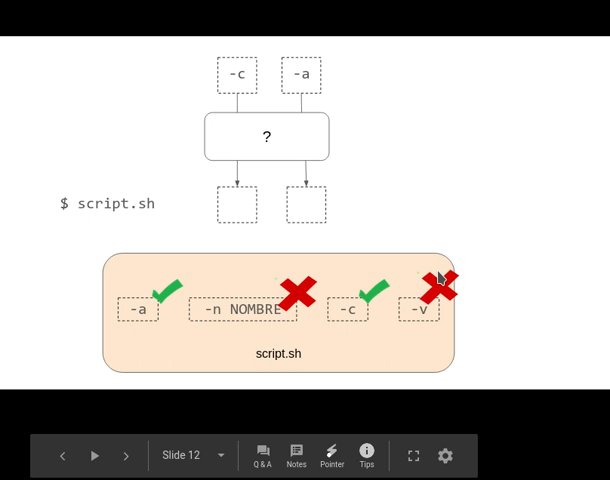 -c -a
?
$ script.sh
-a -n NOMBRE -c -v
script.sh
Slide 12
Q & A Notes Pointer Tips